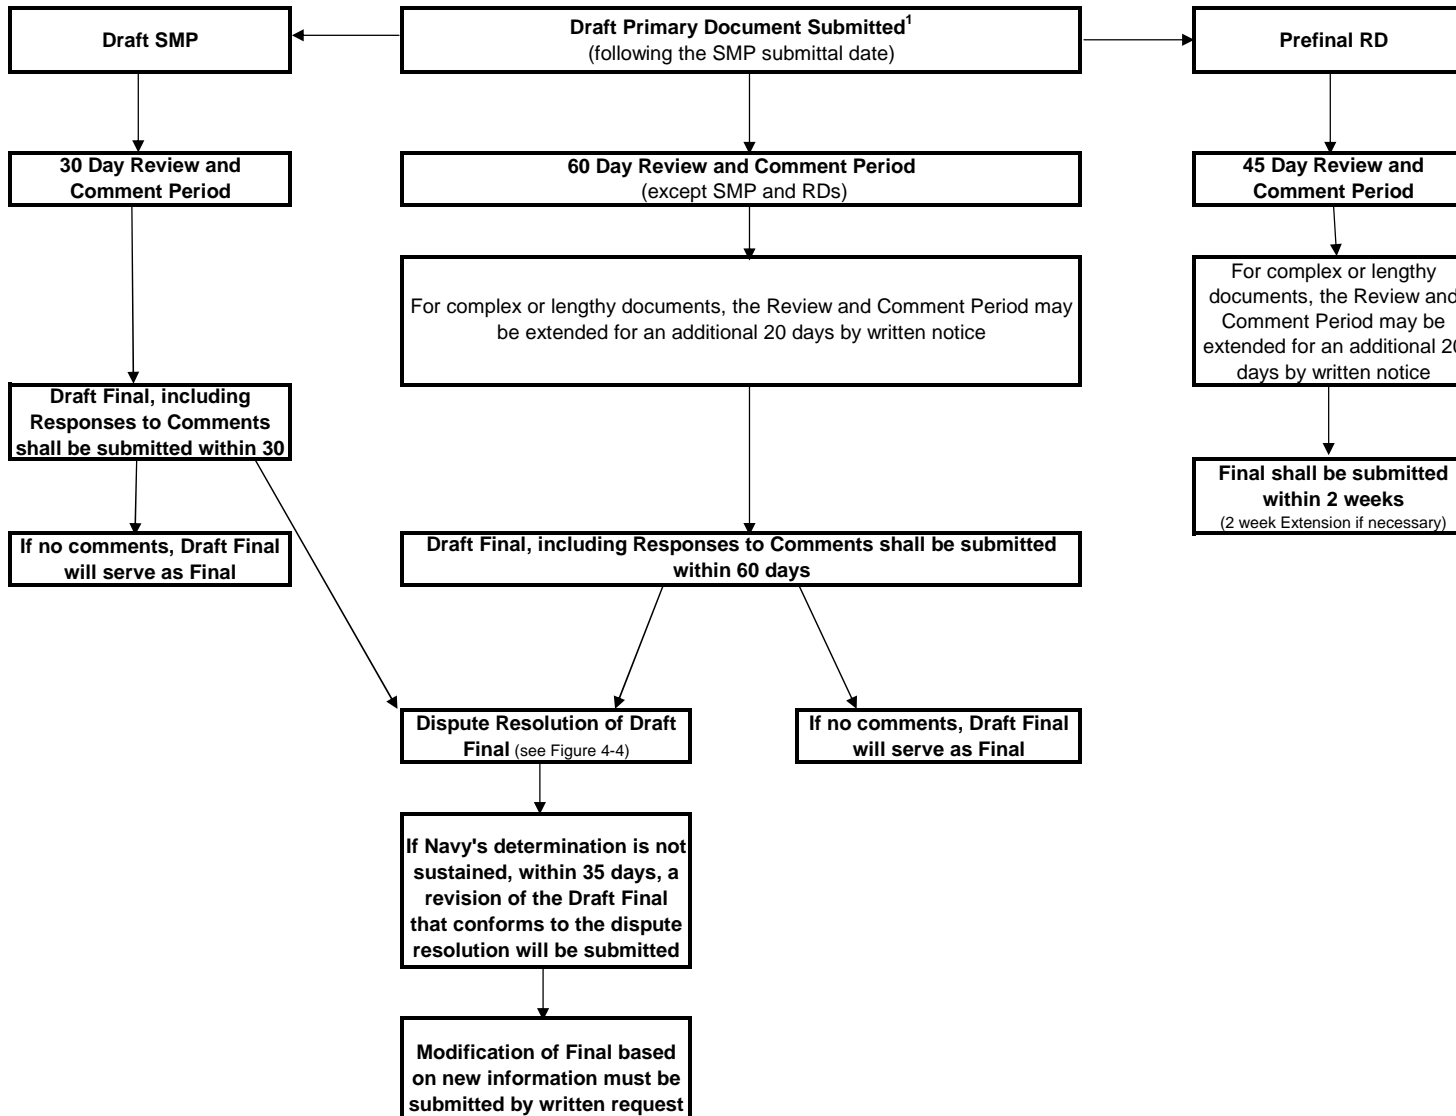 Draft SMP
Draft Primary Document Submitted1
(following the SMP submittal date)
Prefinal RD
30 Day Review and
Comment Period
60 Day Review and Comment Period
(except SMP and RDs)
45 Day Review and
Comment Period
For complex or lengthy documents, the Review and Comment Period may
be extended for an additional 20 days by written notice
For complex or lengthy
documents, the Review and
Comment Period may be
extended for an additional 20
days by written notice
Draft Final, including
Responses to Comments
shall be submitted within 30
Final shall be submitted
within 2 weeks
(2 week Extension if necessary)
If no comments, Draft Final
will serve as Final
Draft Final, including Responses to Comments shall be submitted
within 60 days
Dispute Resolution of Draft
Final (see Figure 4-4)
If no comments, Draft Final
will serve as Final
If Navy's determination is not
sustained, within 35 days, a
revision of the Draft Final
that conforms to the dispute
resolution will be submitted
Modification of Final based
on new information must be
submitted by written request